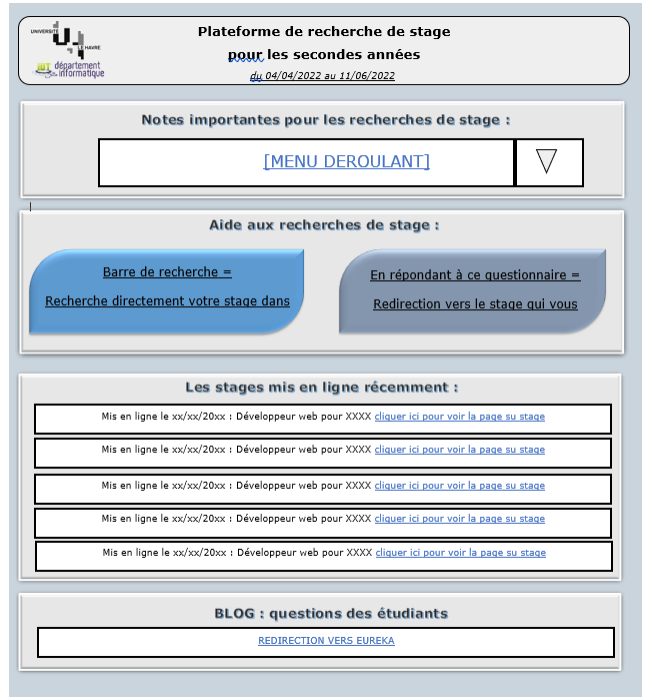 UNIVERSITÉ
LE HAVRE
IUT département
informatique
Plateforme de recherche de stage
pour les secondes années
du 04/04/2022 au 11/06/2022
Notes importantes pour les recherches de stage :
[MENU DEROULANT]
Aide aux recherches de stage :
Barre de recherche =
Recherche directement votre stage dans
En répondant à ce questionnaire =
Redirection vers le stage qui vous
Les stages mis en ligne récemment :
Mis en ligne le xx/xx/20xx : Développeur web pour XXXX cliquer ici pour voir la page su stage
Mis en ligne le xx/xx/20xx : Développeur web pour XXXX cliquer ici pour voir la page su stage
Mis en ligne le xx/xx/20xx : Développeur web pour XXXX cliquer ici pour voir la page su stage
Mis en ligne le xx/xx/20xx : Développeur web pour XXXX cliquer ici pour voir la page su stage
Mis en ligne le xx/xx/20xx : Développeur web pour XXXX cliquer ici pour voir la page su stage
BLOG : questions des étudiants
REDIRECTION VERS EUREKA